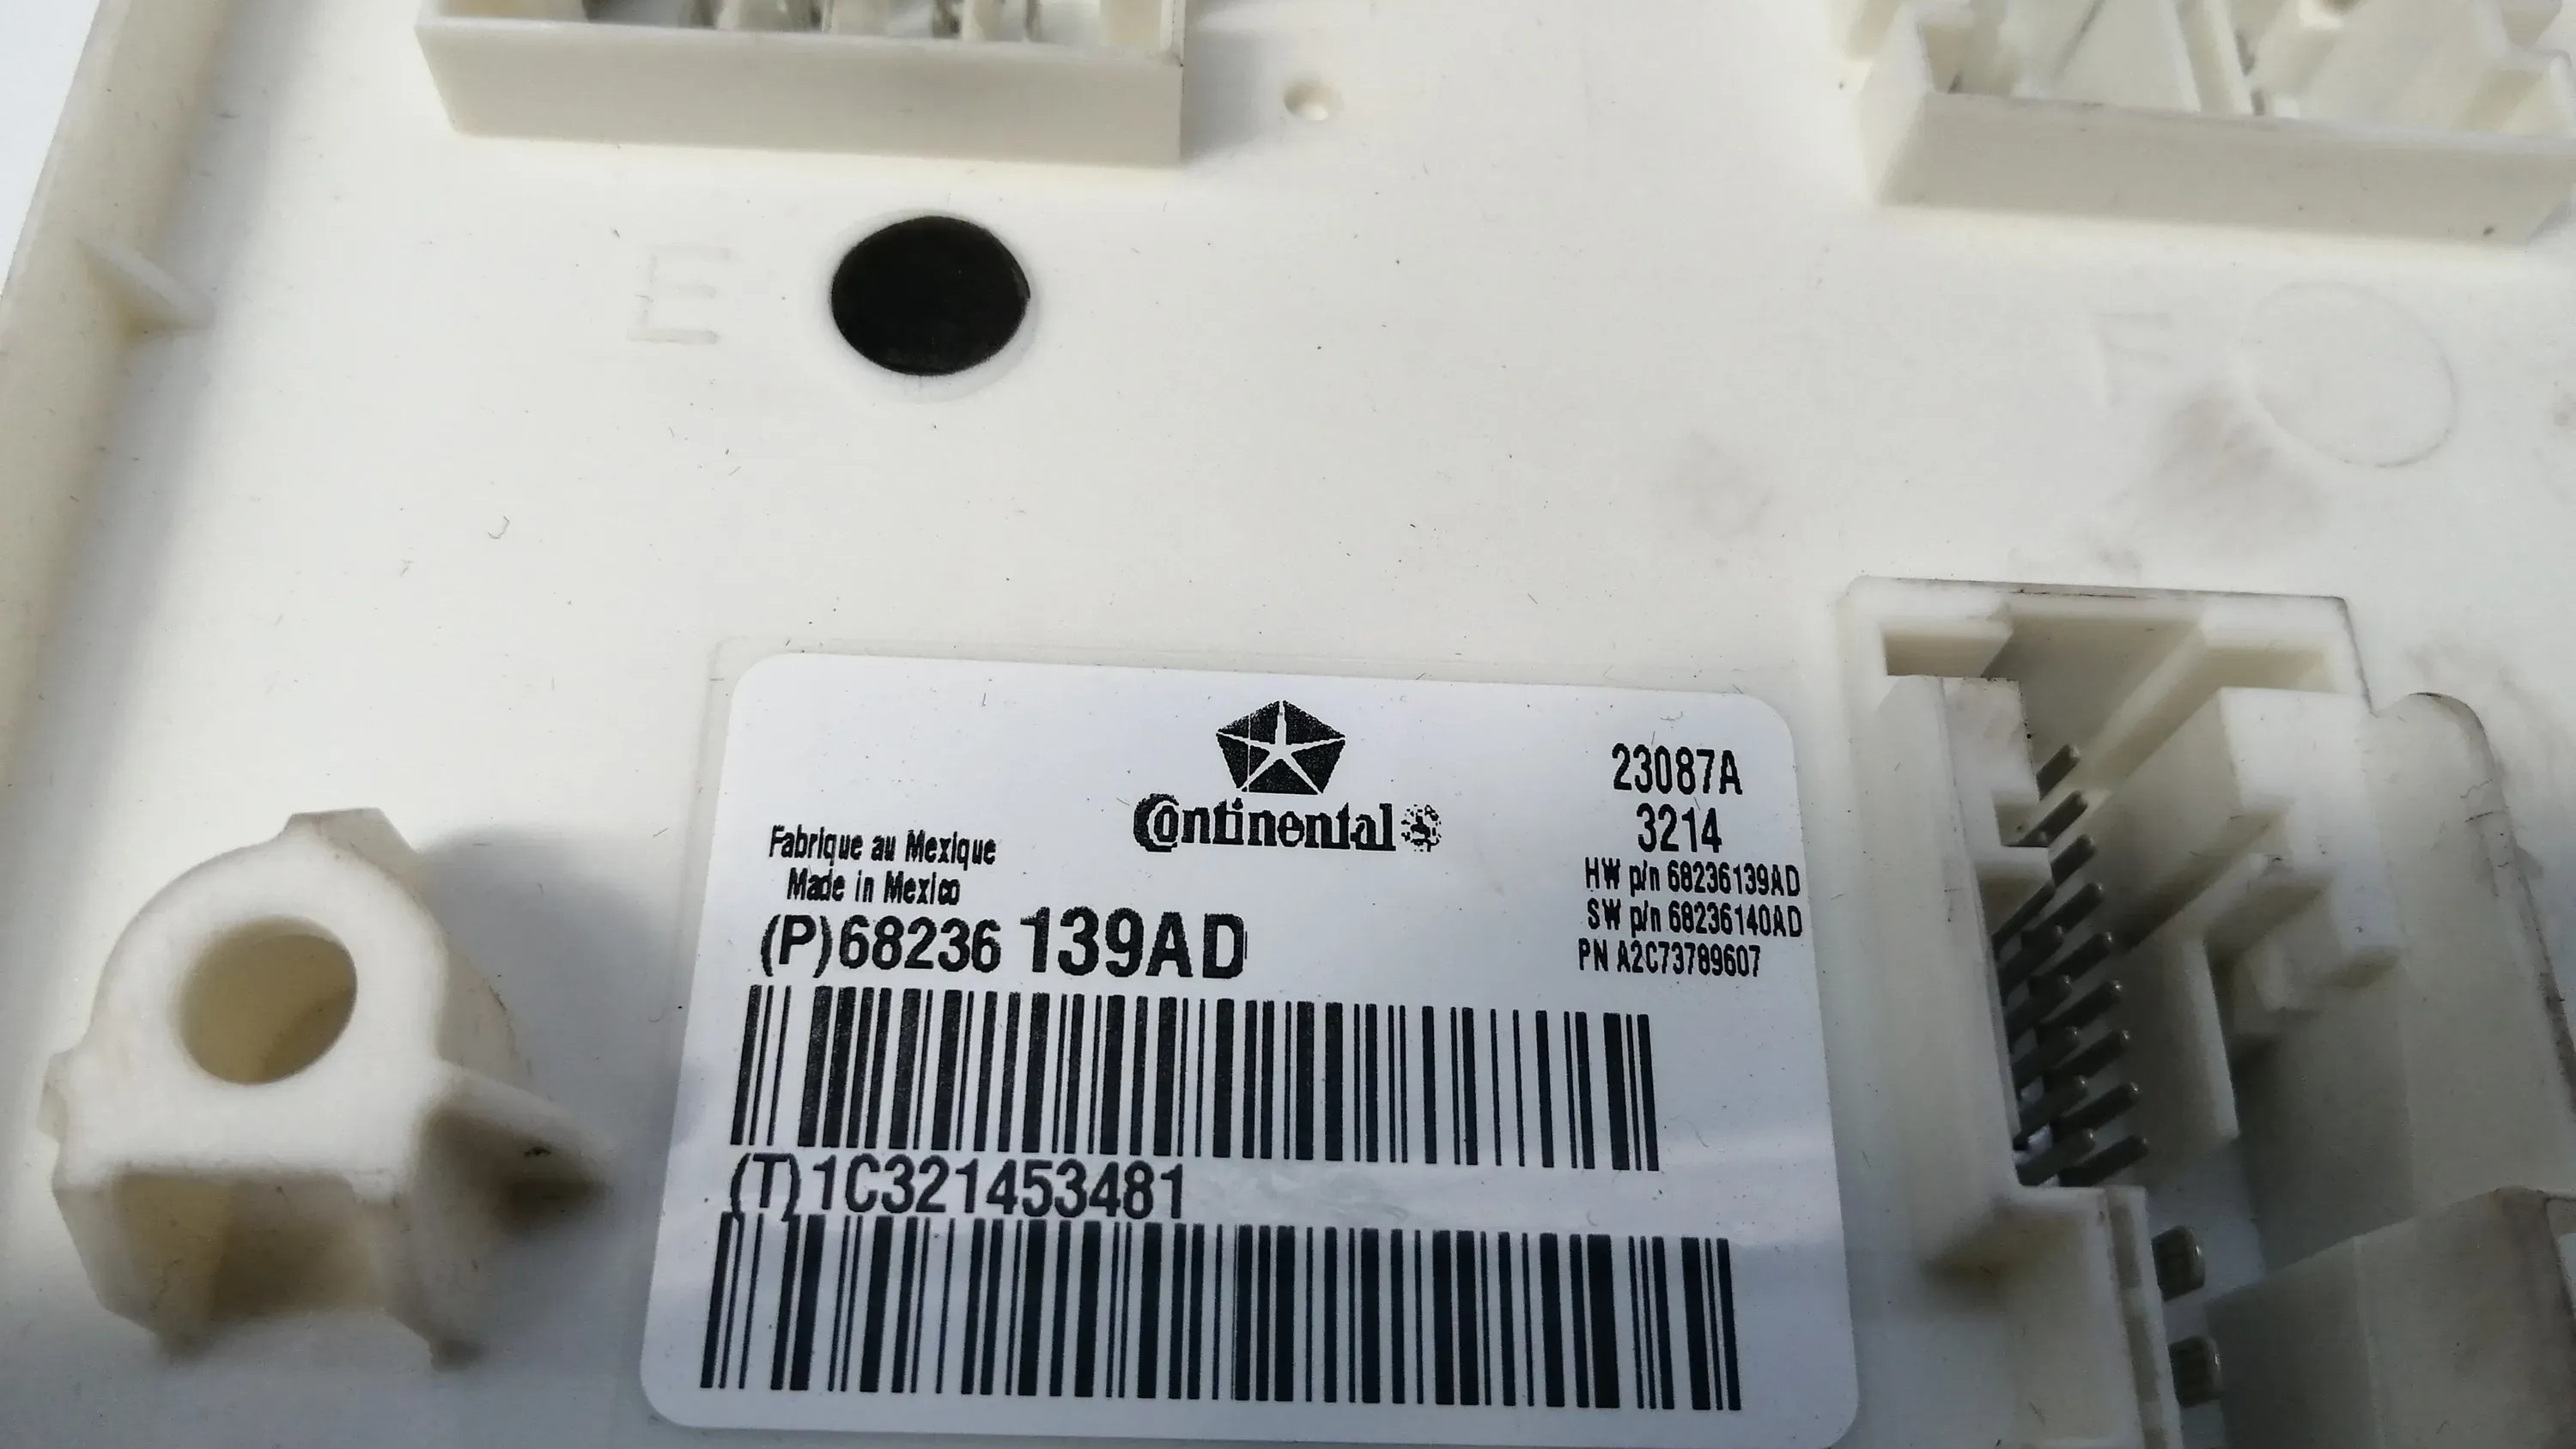 E
F
Continental
23087A
3214
HW p/n 68236139AD
SW p/n 68236140AD
PN A2C73789607
Fabrique au Mexique
Made in Mexico
(P)68236 139AD
(T)1C321453481